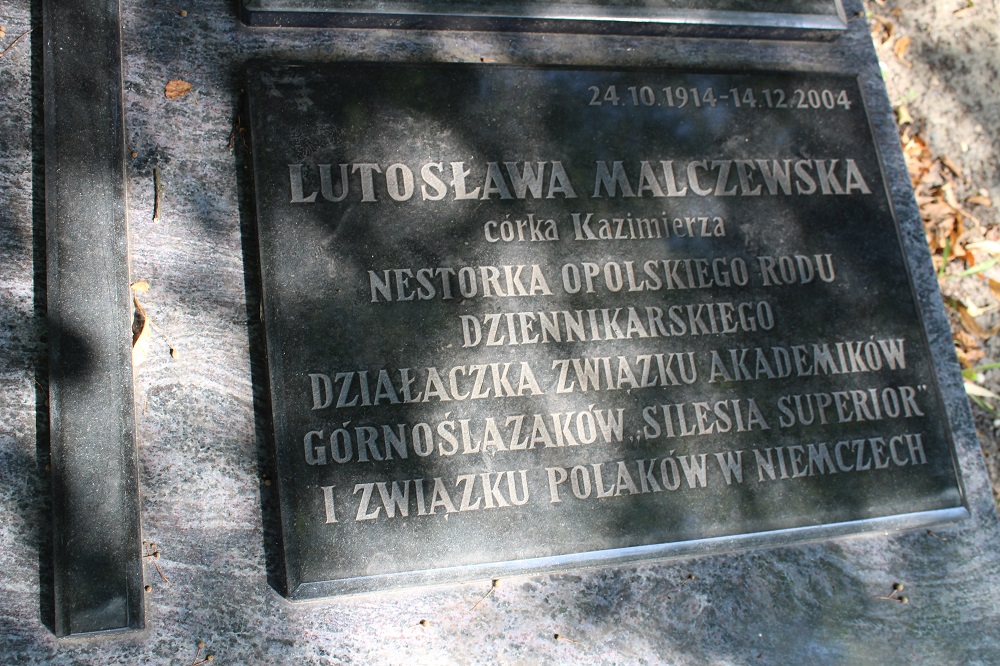 24.10.1914-14.12.2004
LUTOSŁAWA MALCZEWSKA
córka Kazimierza
NESTORKA OPOLSKIEGO RODU
DZIENNIKARSKIEGO
DZIAŁACZKA ZWIĄZKU AKADEMIKÓW
GÓRNOŚLĄZAKÓW „SILESIA SUPERIOR"
I ZWIĄZKU POLAKÓW W NIEMCZECH